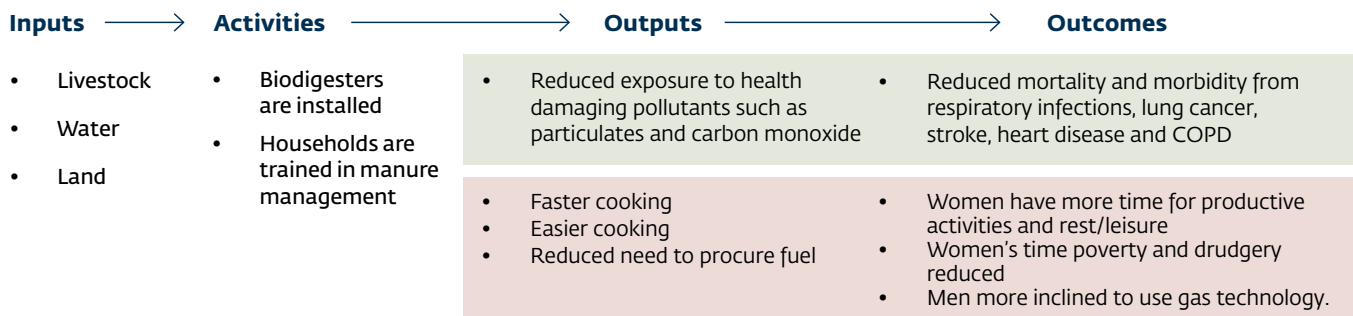 Inputs
Activities
Outputs
Outcomes
• Livestock
• Water
• Land
• Biodigesters
are installed
• Households are
trained in manure
management
• Reduced exposure to health
damaging pollutants such as
particulates and carbon monoxide
• Reduced mortality and morbidity from
respiratory infections, lung cancer,
stroke, heart disease and COPD
• Faster cooking
• Easier cooking
• Reduced need to procure fuel
• Women have more time for productive
activities and rest/leisure
• Women’s time poverty and drudgery
reduced
• Men more inclined to use gas technology.